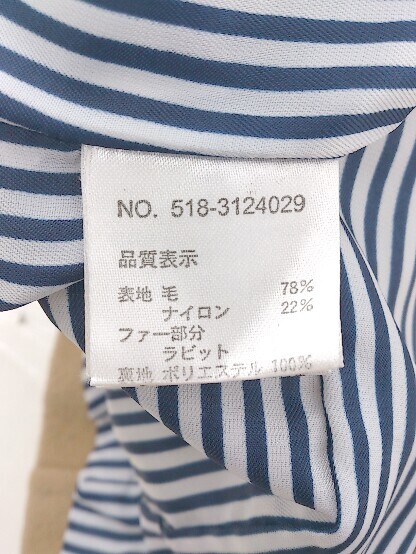 NO. 518-3124029
品質表示
表地 毛 78%
ナイロン 22%
ファー部分
ラビット
裏地 ポリエステル 100%